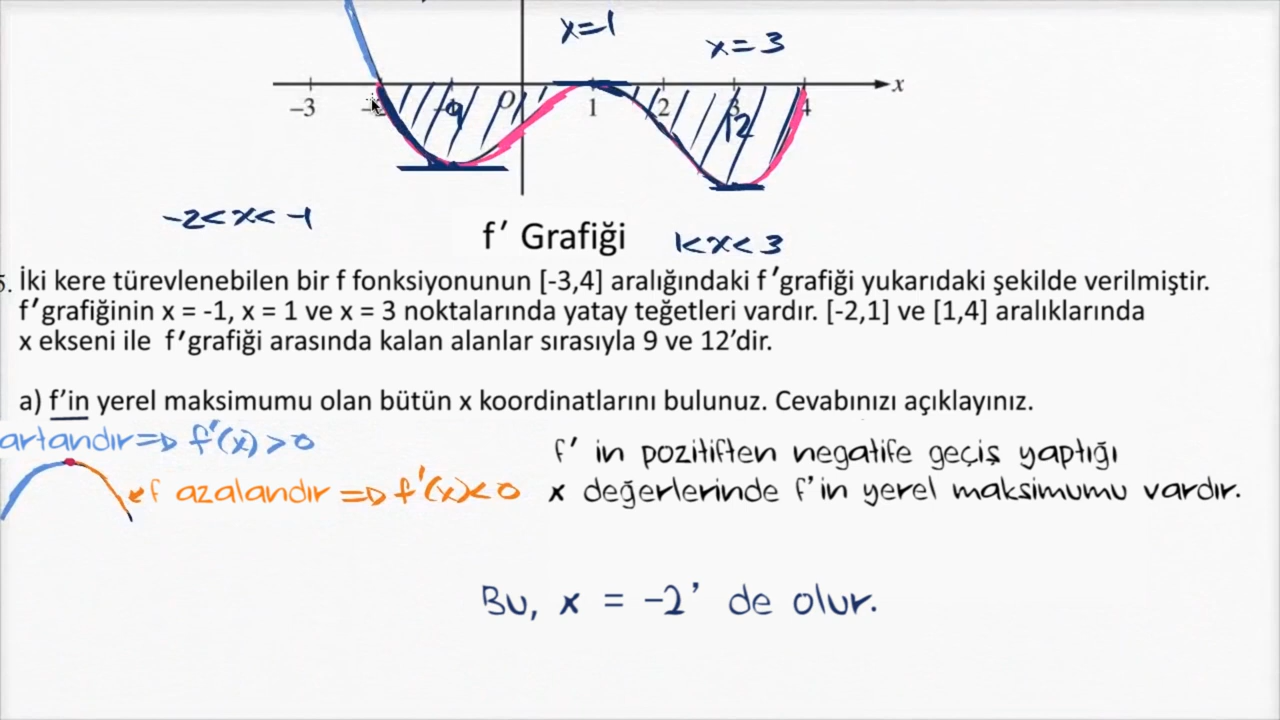 x=1
x=3
x
-3
-2
-9
O
1
2
3
4
12
-2<x<-1
f′ Grafiği
1<x<3
5. İki kere türevlenebilen bir f fonksiyonunun [-3,4] aralığındaki f′grafiği yukarıdaki şekilde verilmiştir.
f′grafiğinin x = -1, x = 1 ve x = 3 noktalarında yatay teğetleri vardır. [-2,1] ve [1,4] aralıklarında
x ekseni ile f′grafiği arasında kalan alanlar sırasıyla 9 ve 12'dir.
a) f'in yerel maksimumu olan bütün x koordinatlarını bulunuz. Cevabınızı açıklayınız.
artandır⇒ f'(x)>0
f azalandır ⇒ f'(x)<0
f' in pozitiften negatife geçiş yaptığı
x değerlerinde f'in yerel maksimumu vardır.
Bu, x = -2' de olur.